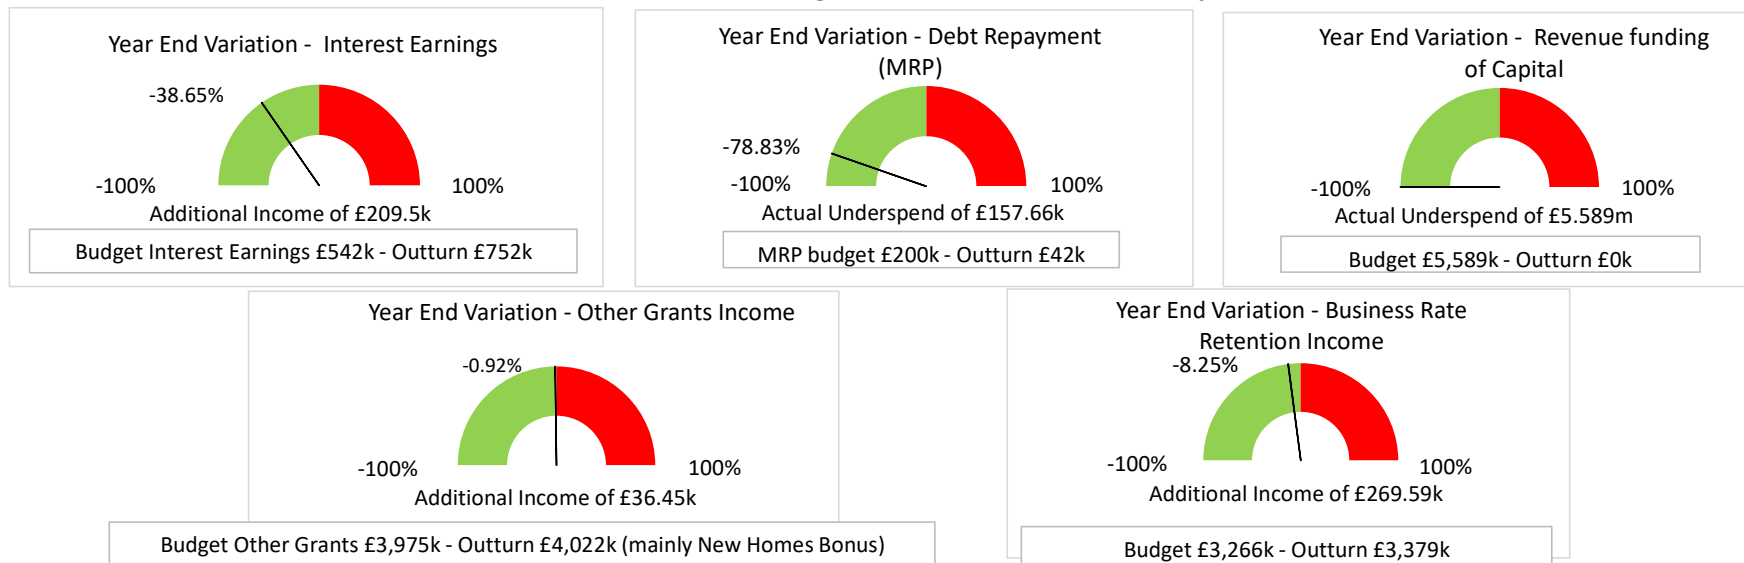 Year End Variation - Interest Earnings
-38.65%
-100%
100%
Additional Income of £209.5k
Budget Interest Earnings £542k - Outturn £752k
Year End Variation - Debt Repayment
(MRP)
-78.83%
-100%
100%
Actual Underspend of £157.66k
MRP budget £200k - Outturn £42k
Year End Variation - Revenue funding
of Capital
-100%
100%
Actual Underspend of £5.589m
Budget £5,589k - Outturn £0k
Year End Variation - Other Grants Income
-0.92%
-100%
100%
Additional Income of £36.45k
Budget Other Grants £3,975k - Outturn £4,022k (mainly New Homes Bonus)
Year End Variation - Business Rate
Retention Income
-8.25%
-100%
100%
Additional Income of £269.59k
Budget £3,266k - Outturn £3,379k